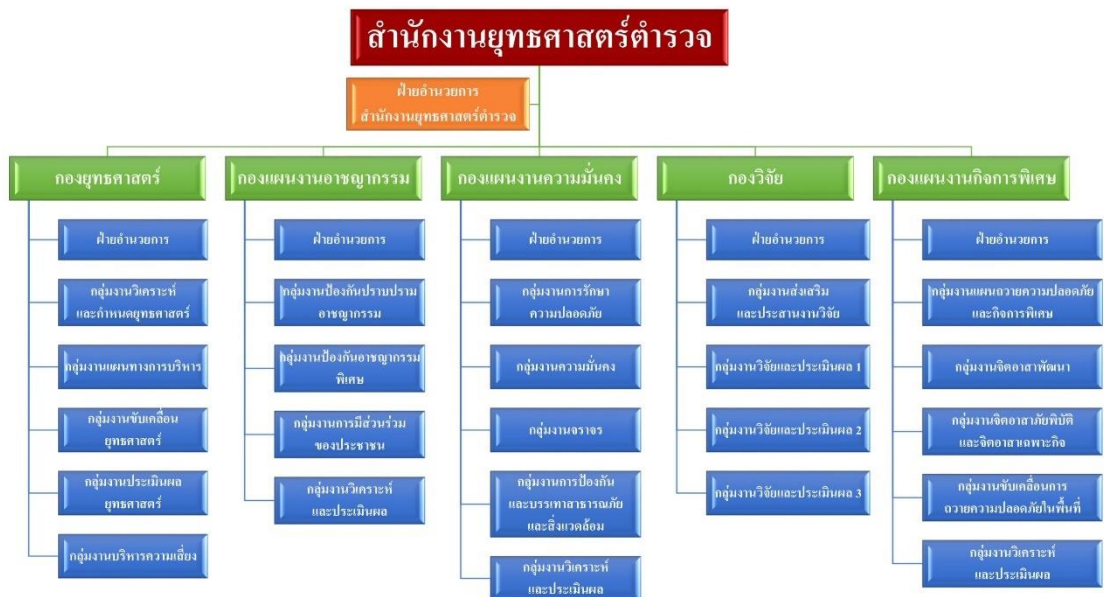 สำนักงานยุทธศาสตร์ตำรวจ
ฝ่ายอำนวยการ
สำนักงานยุทธศาสตร์ตำรวจ
กองยุทธศาสตร์
ฝ่ายอำนวยการ
กลุ่มงานวิเคราะห์
และกำหนดยุทธศาสตร์
กลุ่มงานแผนทางการบริหาร
กลุ่มงานขับเคลื่อน
ยุทธศาสตร์
กลุ่มงานประเมินผล
ยุทธศาสตร์
กลุ่มงานบริหารความเสี่ยง
กองแผนงานอาชญากรรม
ฝ่ายอำนวยการ
กลุ่มงานป้องกันปราบปราม
อาชญากรรม
กลุ่มงานป้องกันอาชญากรรม
พิเศษ
กลุ่มงานการมีส่วนร่วม
ของประชาชน
กลุ่มงานวิเคราะห์
และประเมินผล
กองแผนงานความมั่นคง
ฝ่ายอำนวยการ
กลุ่มงานการรักษา
ความปลอดภัย
กลุ่มงานความมั่นคง
กลุ่มงานจราจร
กลุ่มงานการป้องกัน
และบรรเทาสาธารณภัย
และสิ่งแวดล้อม
กลุ่มงานวิเคราะห์
และประเมินผล
กองวิจัย
ฝ่ายอำนวยการ
กลุ่มงานส่งเสริม
และประสานงานวิจัย
กลุ่มงานวิจัยและประเมินผล 1
กลุ่มงานวิจัยและประเมินผล 2
กลุ่มงานวิจัยและประเมินผล 3
กองแผนงานกิจการพิเศษ
ฝ่ายอำนวยการ
กลุ่มงานแผนถวายความปลอดภัย
และกิจการพิเศษ
กลุ่มงานจิตอาสาพัฒนา
กลุ่มงานจิตอาสาภัยพิบัติ
และจิตอาสาเฉพาะกิจ
กลุ่มงานขับเคลื่อนการ
ถวายความปลอดภัยในพื้นที่
กลุ่มงานวิเคราะห์
และประเมินผล